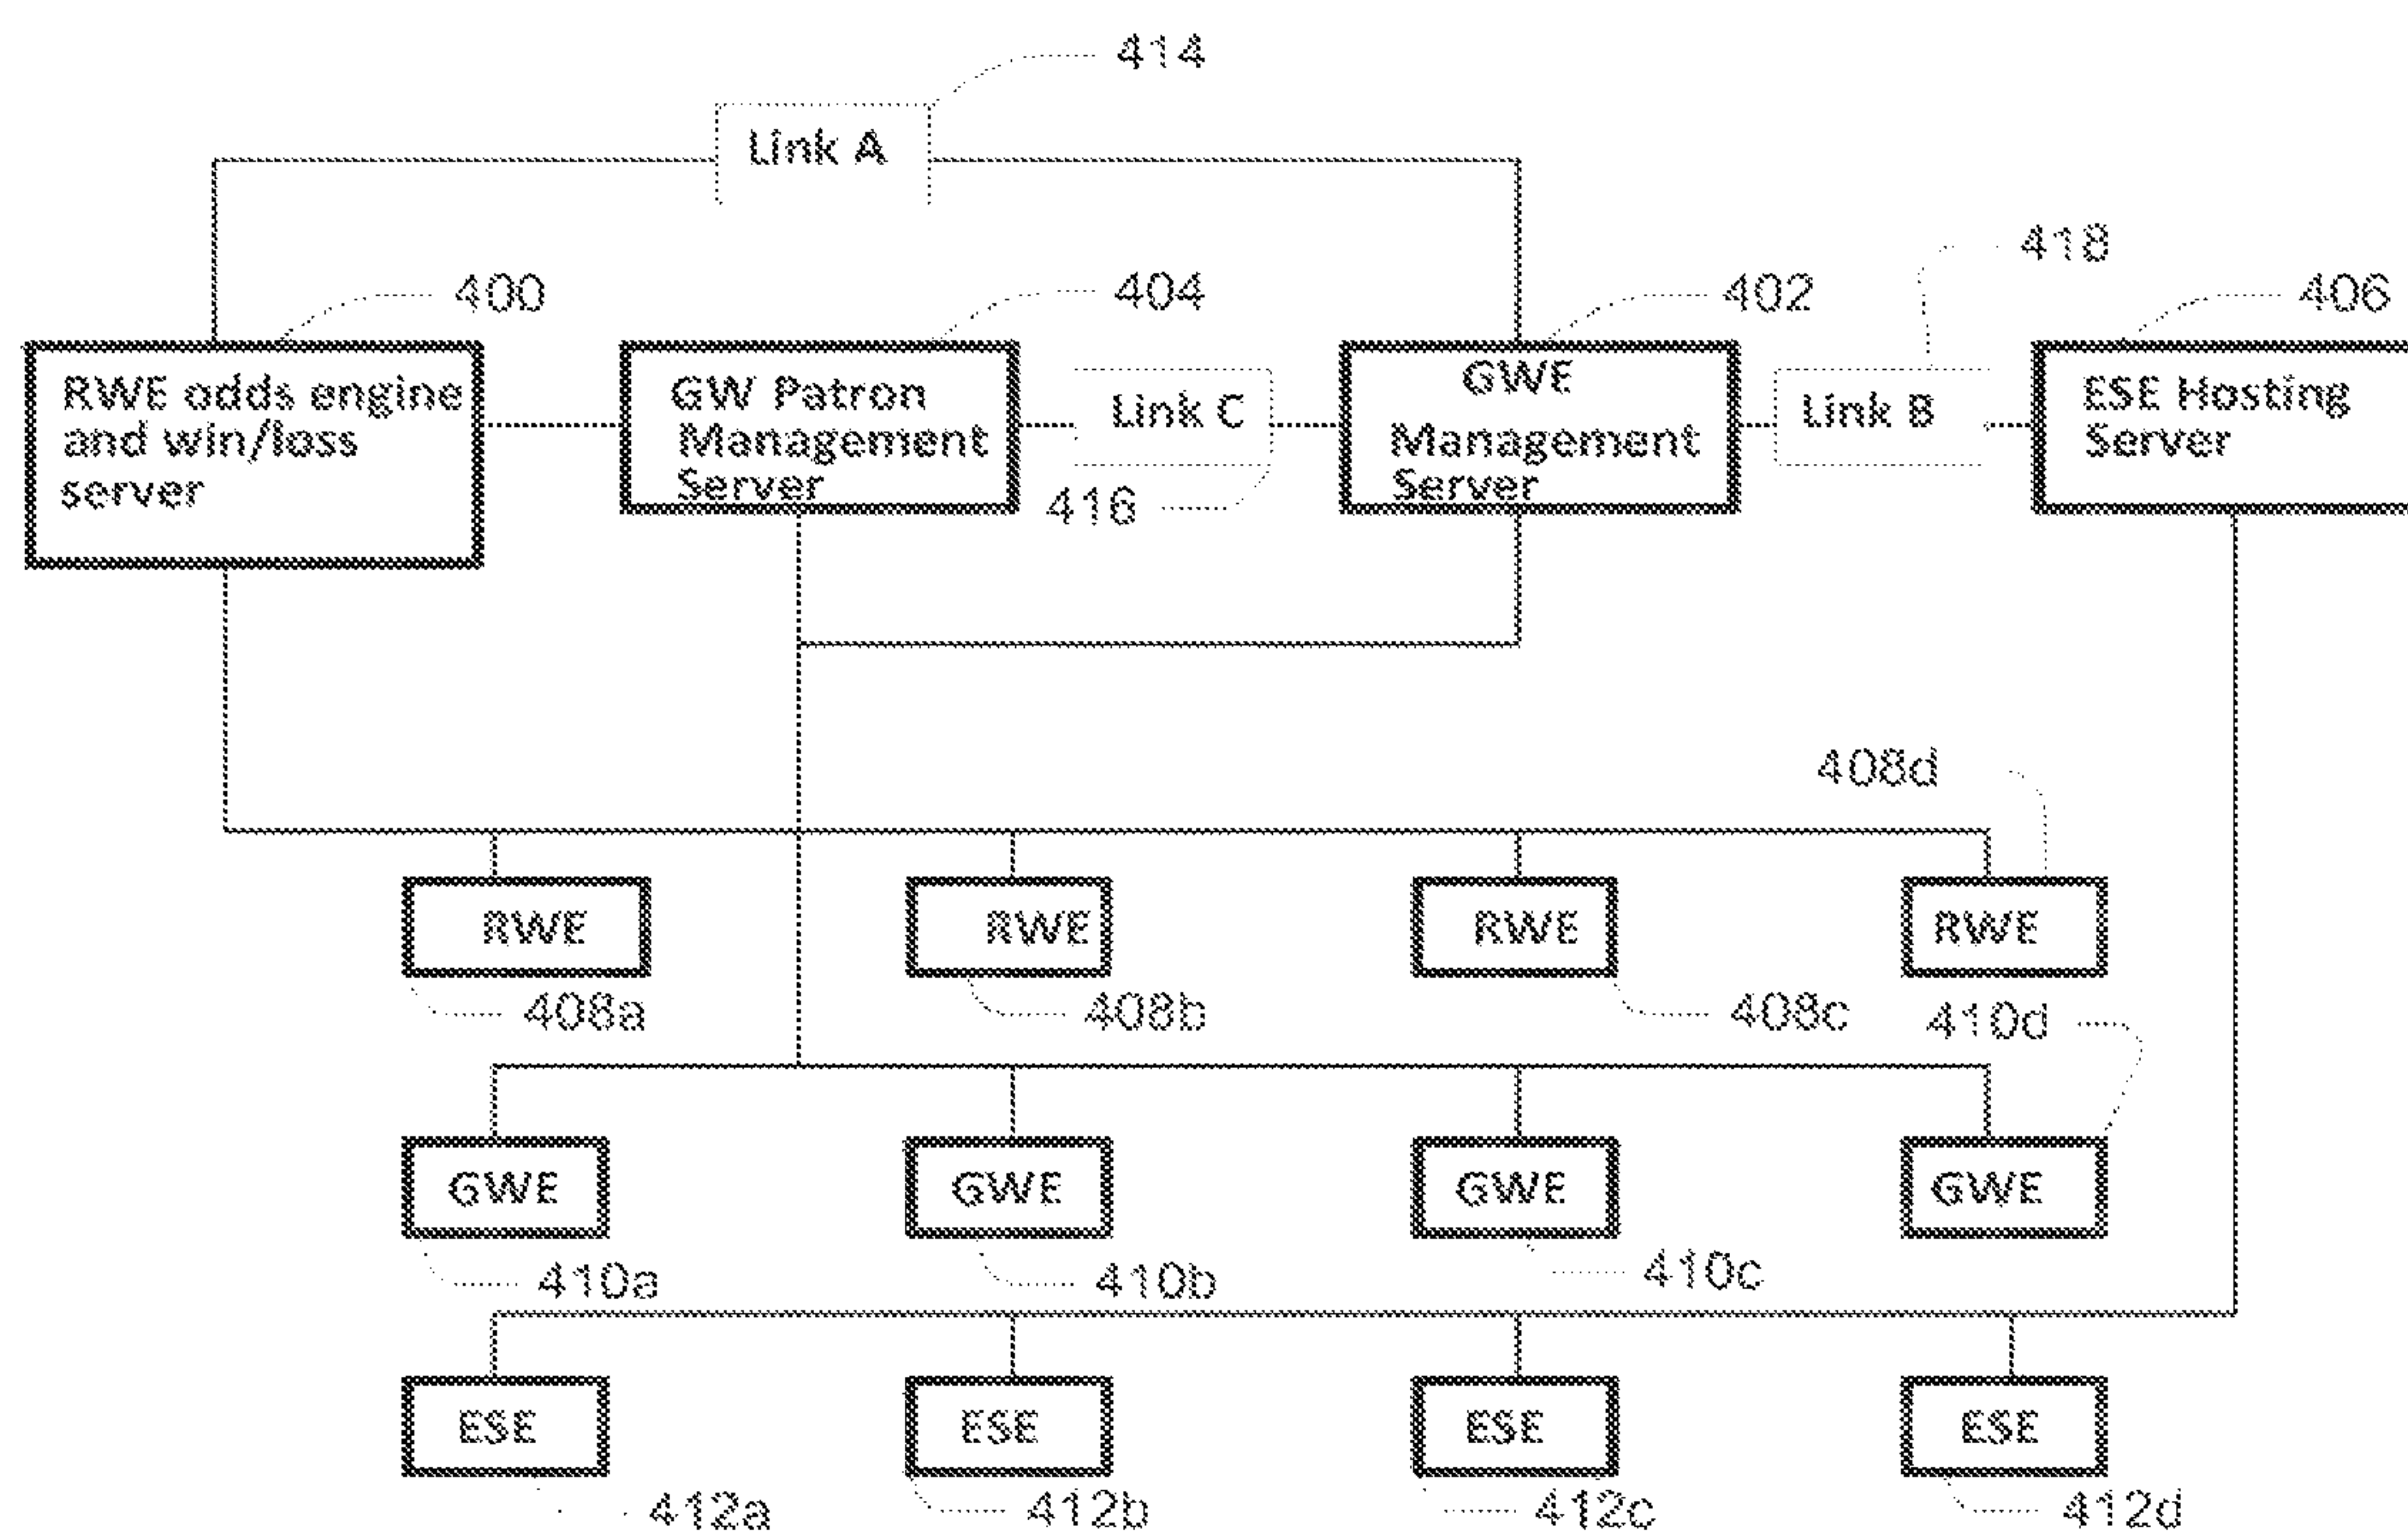 414
Link A
418
400
404
402
406
RWE odds engine
and win/loss
server
GW Patron
Management
Server
Link C
416
GWE
Management
Server
Link B
ESE Hosting
Server
408d
RWE
RWE
RWE
RWE
408a
408b
408c
410d
GWE
GWE
GWE
GWE
410a
410b
410c
ESE
ESE
ESE
ESE
412a
412b
412c
412d